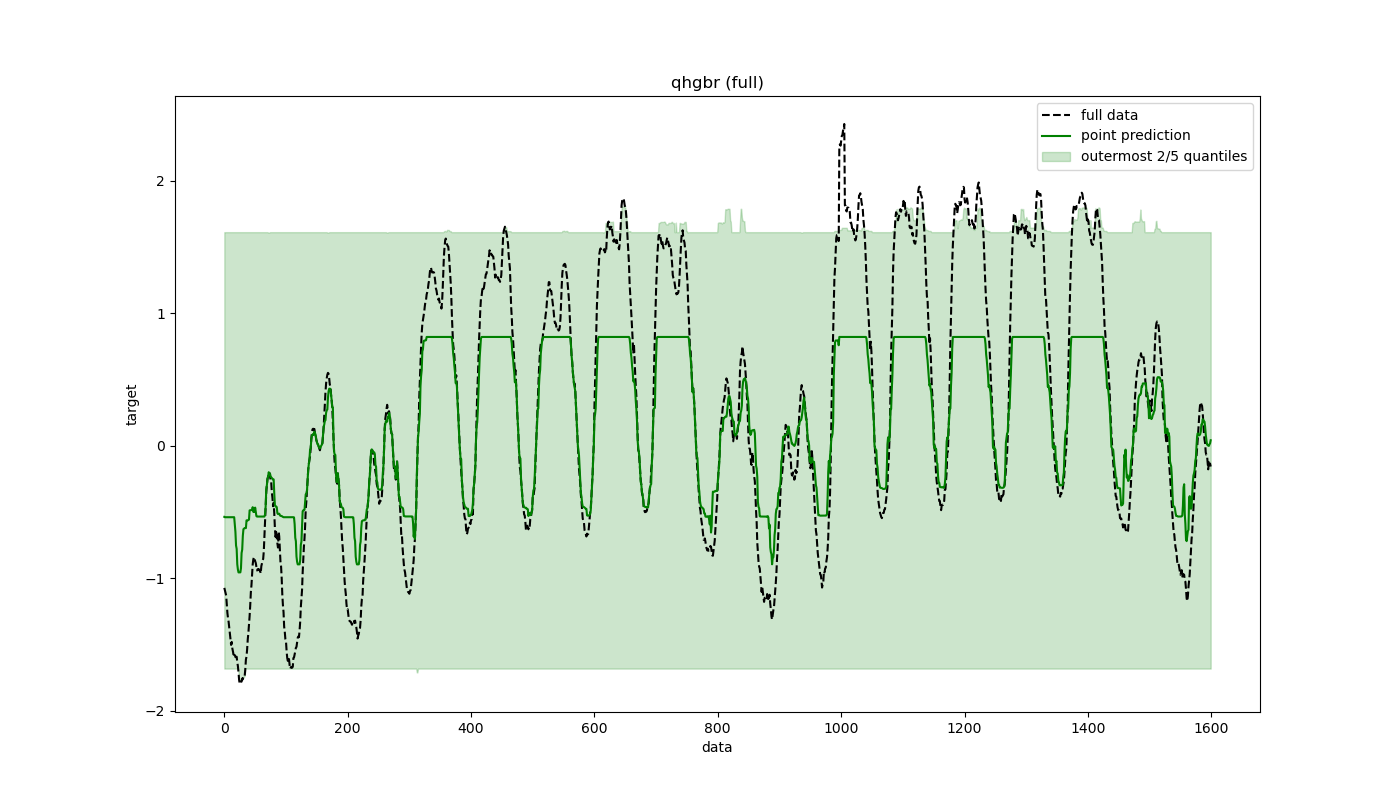 qhgbr (full)
full data
point prediction
outermost 2/5 quantiles
target
2
1
0
−1
−2
0 200 400 600 800 1000 1200 1400 1600
data